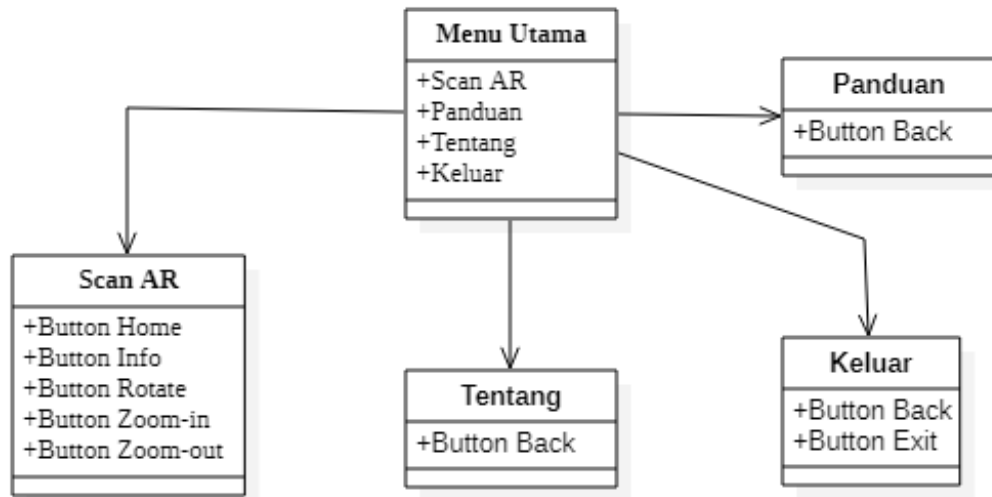 Menu Utama
+Scan AR
+Panduan
+Tentang
+Keluar
Panduan
+Button Back
Scan AR
+Button Home
+Button Info
+Button Rotate
+Button Zoom-in
+Button Zoom-out
Tentang
+Button Back
Keluar
+Button Back
+Button Exit